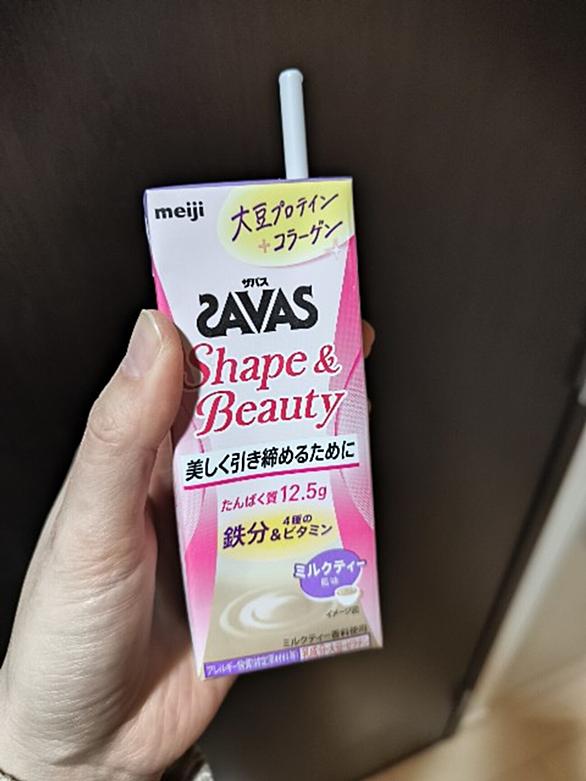 meiji
大豆プロテイン
+コラーゲン
ザバス
SAVAS
Shape &
Beauty
美しく引き締めるために
たんぱく質12.5g
鉄分&4種のビタミン
ミルクティー
風味
イメージ図
ミルクティー香料使用